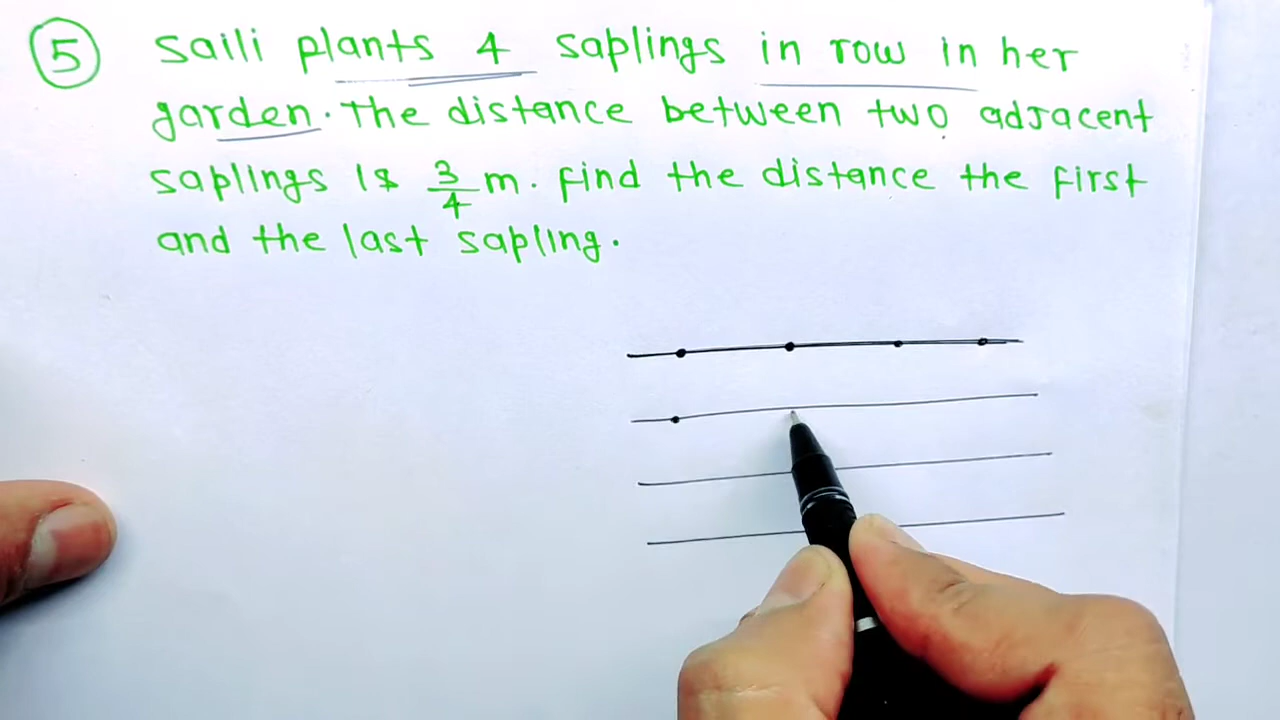 5 Saili plants 4 saplings in row in her
garden. The distance between two adjacent
saplings is 3/4 m. find the distance the first
and the last sapling.